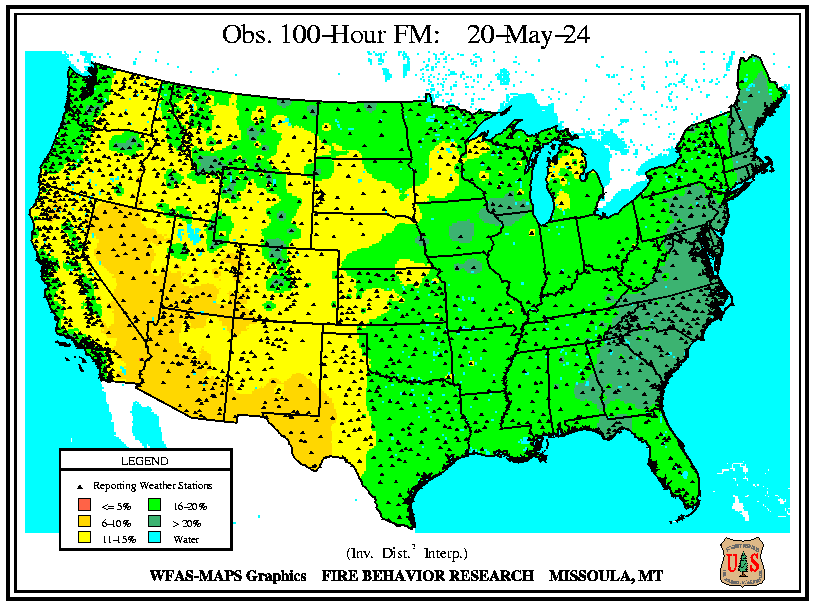 Obs. 100-Hour FM: 20-May-24
LEGEND
Reporting Weather Stations
<= 5% 16-20%
6-10% > 20%
11-15% Water
(Inv. Dist.² Interp.)
WFAS-MAPS Graphics FIRE BEHAVIOR RESEARCH MISSOULA, MT
U S